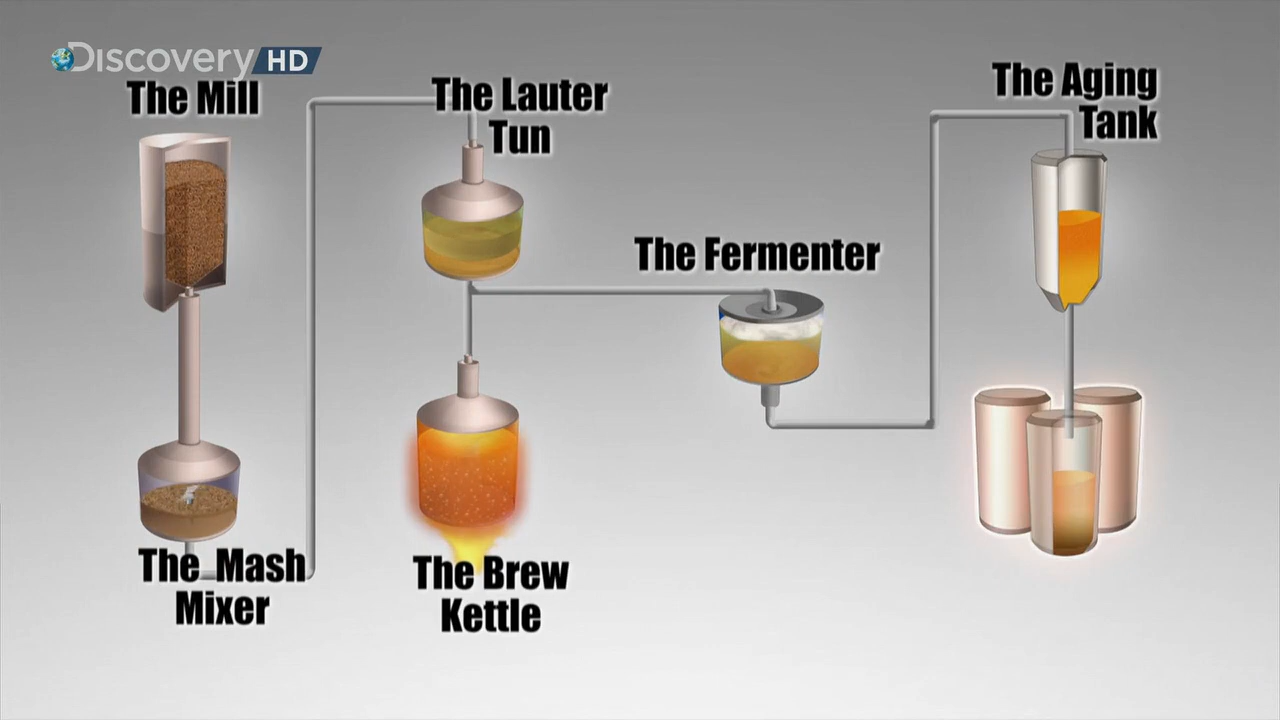 Discovery HD
The Mill
The Lauter
Tun
The Aging
Tank
The Fermenter
The Mash
Mixer
The Brew
Kettle